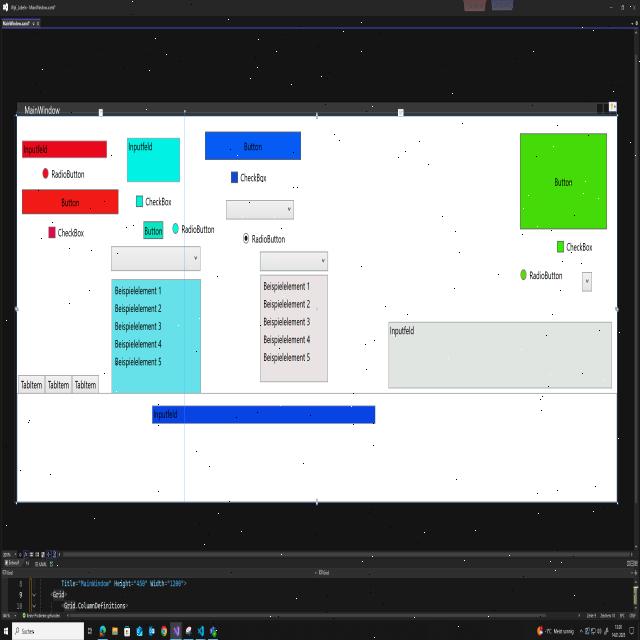 MainWindow.xaml*
MainWindow
Inputfeld
Inputfeld
Button
Button
RadioButton
CheckBox
Button
CheckBox
Button
RadioButton
CheckBox
RadioButton
CheckBox
RadioButton
Beispielelement 1
Beispielelement 2
Beispielelement 3
Beispielelement 4
Beispielelement 5
Beispielelement 1
Beispielelement 2
Beispielelement 3
Beispielelement 4
Beispielelement 5
Inputfeld
TabItem TabItem TabItem
Inputfeld
8 Title="MainWindow" Height="450" Width="1200">
9 <Grid>
10 <Grid.ColumnDefinitions>
Suchen
Meist sonnig